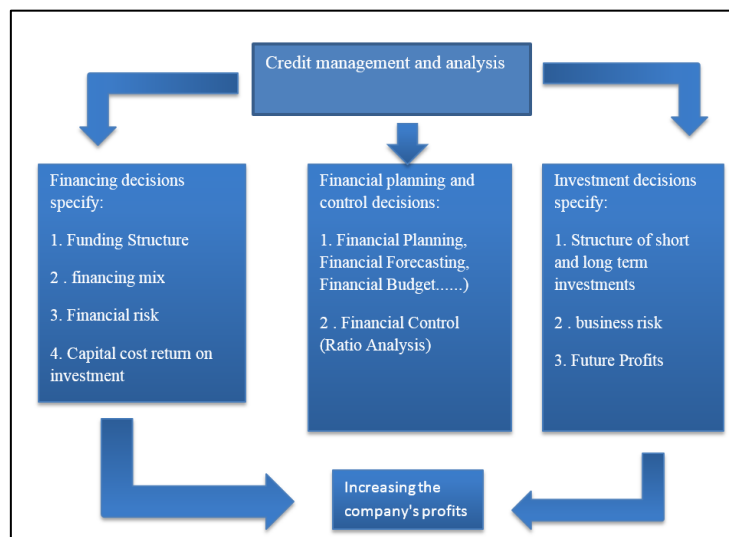 Credit management and analysis
Financing decisions
specify:
1. Funding Structure
2 . financing mix
3. Financial risk
4. Capital cost return on
investment
Financial planning and
control decisions:
1. Financial Planning,
Financial Forecasting,
Financial Budget......)
2 . Financial Control
(Ratio Analysis)
Investment decisions
specify:
1. Structure of short
and long term
investments
2 . business risk
3. Future Profits
Increasing the
company's profits